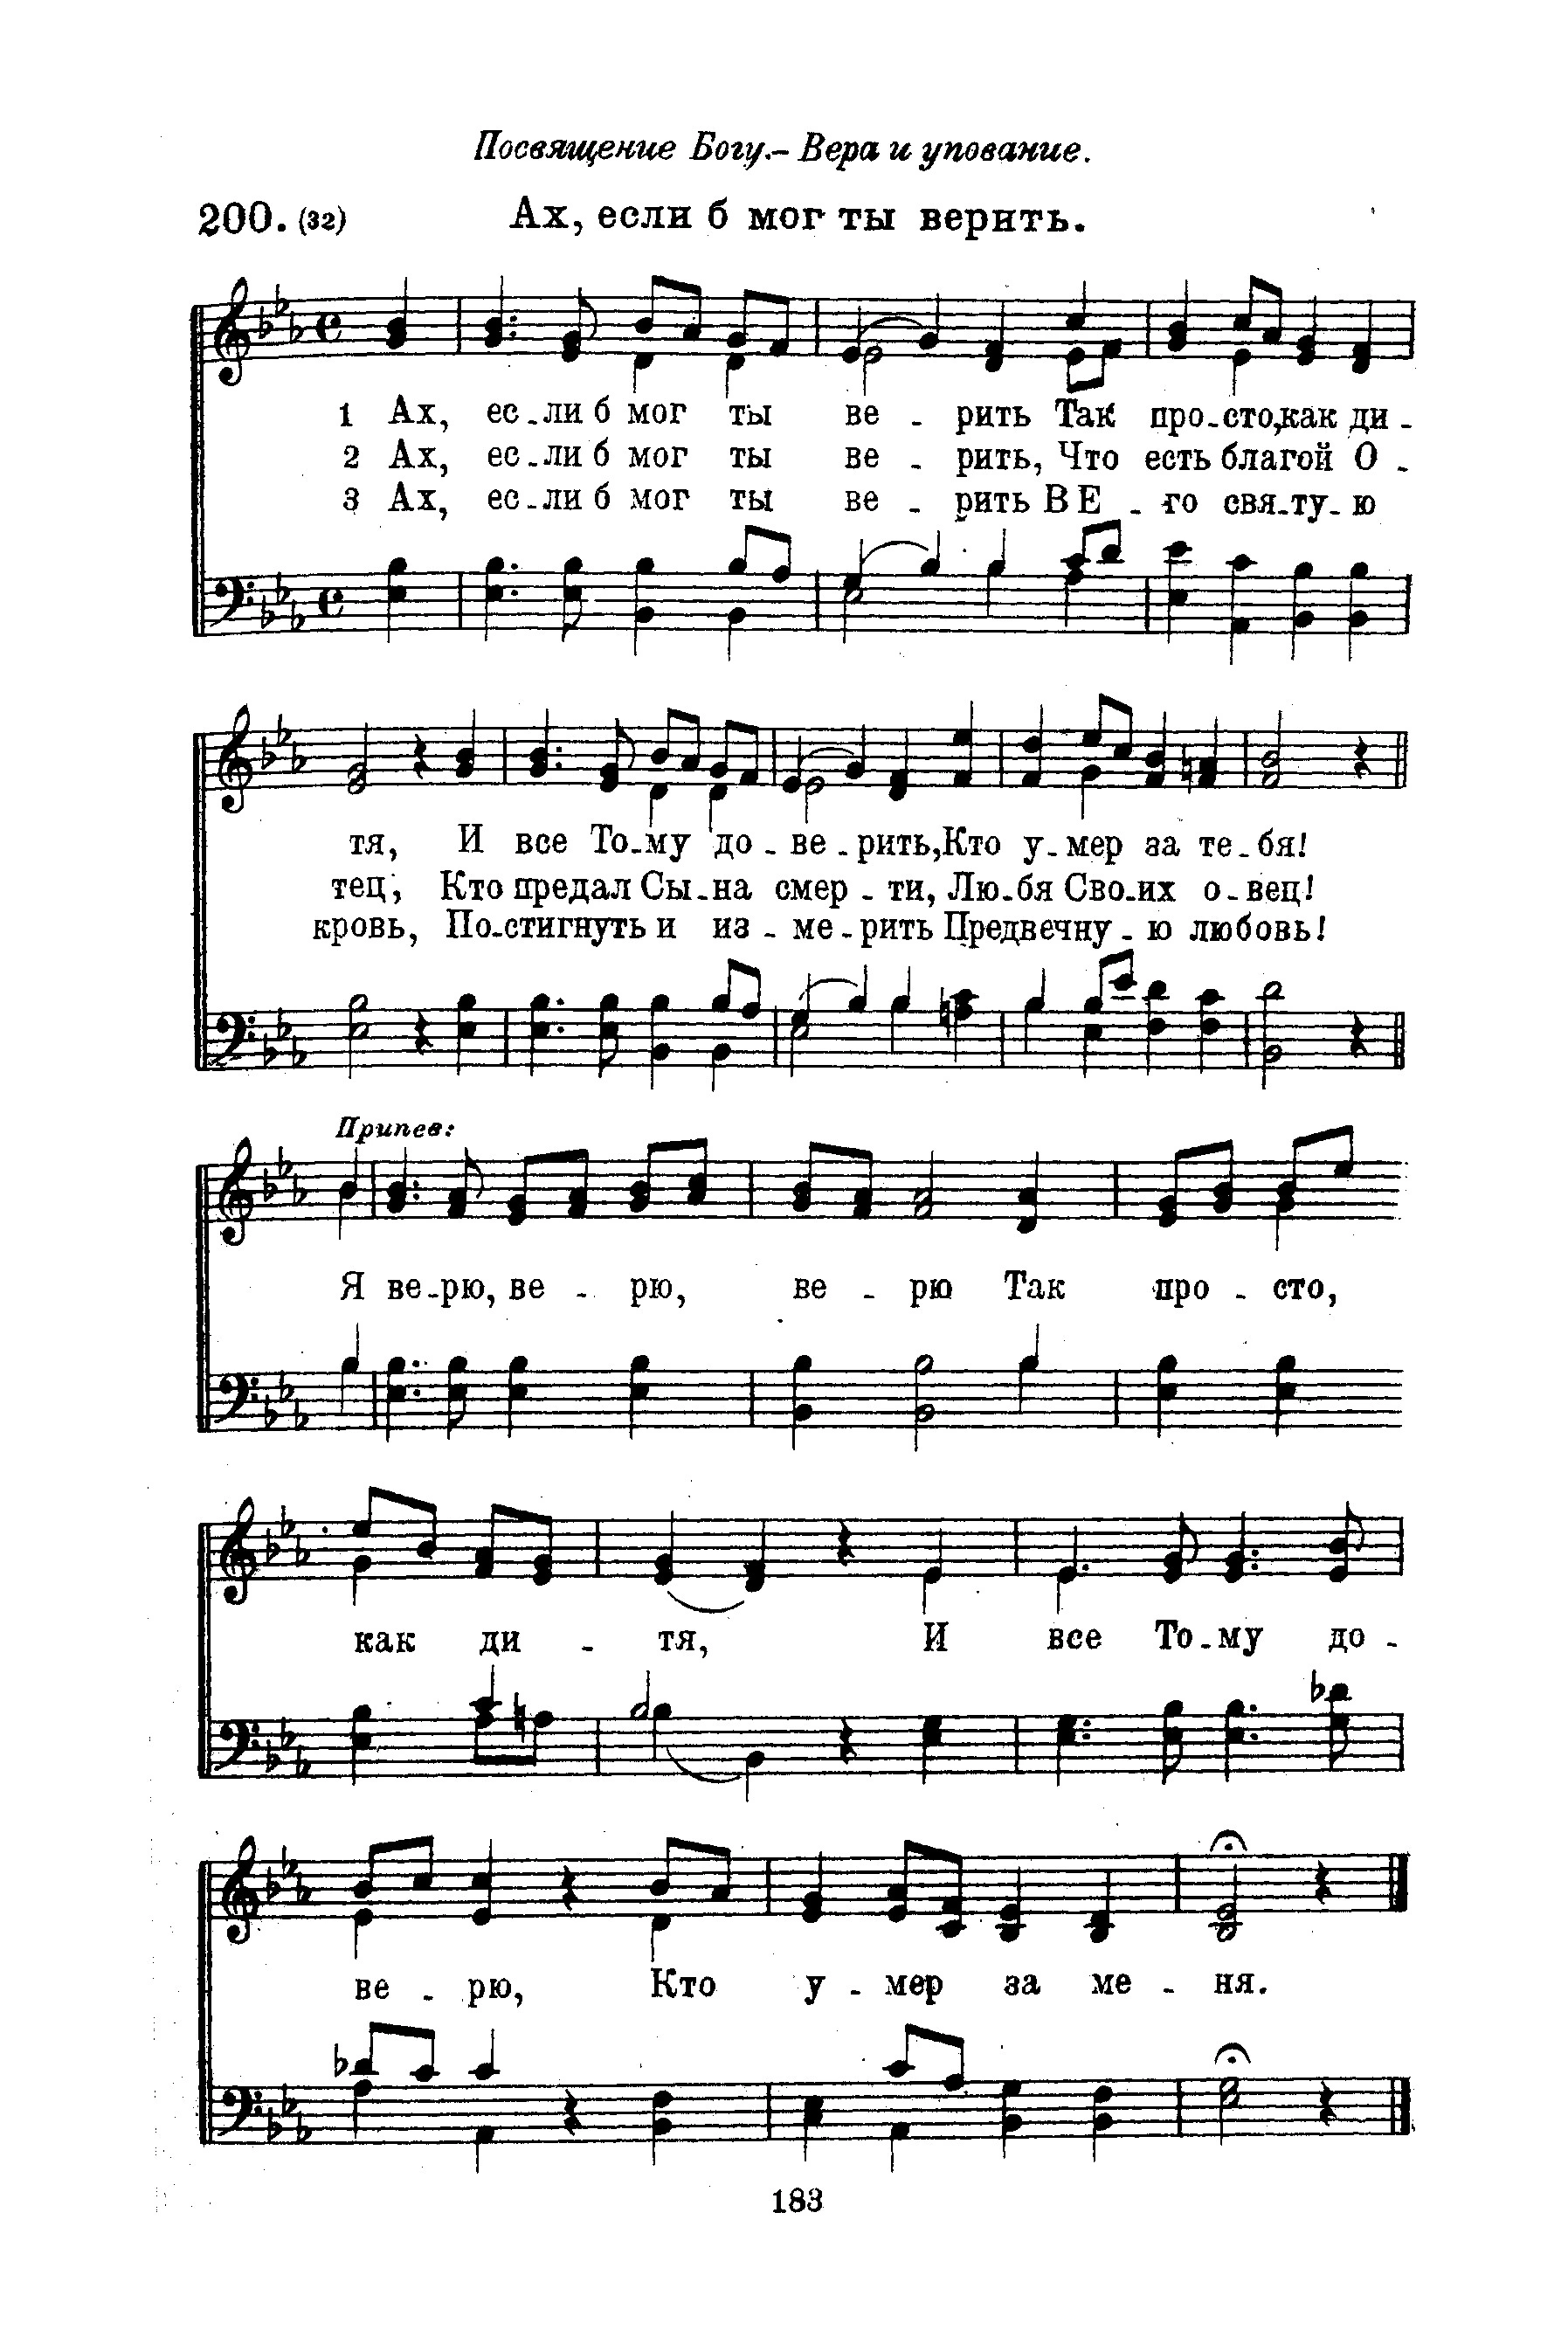 Посвящение Богу.- Вера и упование.
200. (32) Ах, если б мог ты верить.
1 Ах, ес-ли б мог ты ве - рить Так про-сто,как ди -
2 Ах, ес-ли б мог ты ве - рить, Что есть благой О -
3 Ах, ес-ли б мог ты ве - рить В Е - го свя-ту-ю
тя, И все То-му до - ве - рить,Кто у-мер за те-бя!
тец, Кто предал Сы-на смер - ти, Лю-бя Сво-их о-вец!
кровь, По-стигнуть и из - ме-рить Предвечну-ю любовь!
Припев:
Я ве-рю, ве - рю, ве - рю Так про - сто,
как ди - тя, И все То-му до -
ве - рю, Кто у - мер за ме - ня.
183